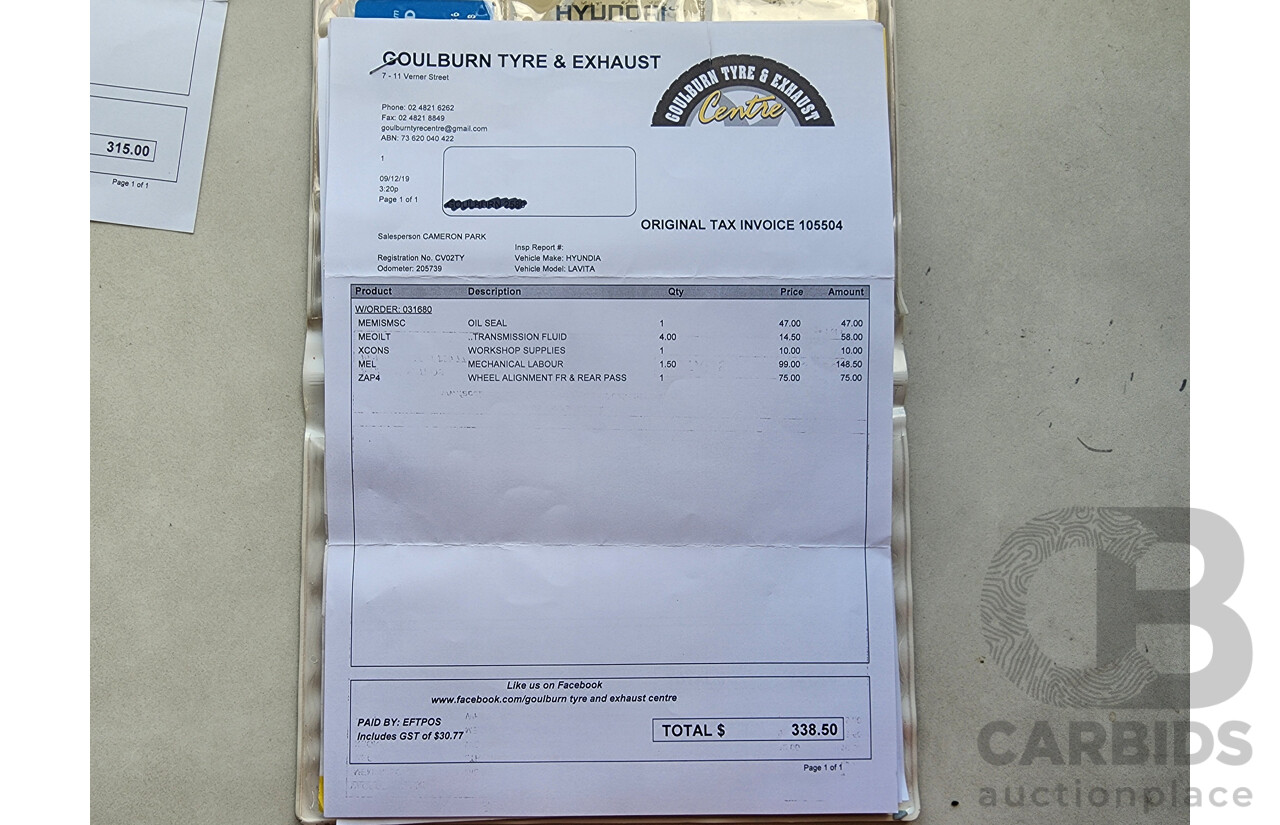 HYUNDAI
GOULBURN TYRE & EXHAUST
7 - 11 Verner Street
GOULBURN TYRE & EXHAUST
Centre
Phone: 02 4821 6262
Fax: 02 4821 8849
goulburntyrecentre@gmail.com
ABN: 73 620 040 422
1
09/12/19
3:20p
Page 1 of 1
ORIGINAL TAX INVOICE 105504
Salesperson CAMERON PARK
Insp Report #:
Registration No. CV02TY Vehicle Make: HYUNDIA
Odometer: 205739 Vehicle Model: LAVITA
Product Description Qty Price Amount
W/ORDER: 031680
MEMISMSC OIL SEAL 1 47.00 47.00
MEOILT ..TRANSMISSION FLUID 4.00 14.50 58.00
XCONS WORKSHOP SUPPLIES 1 10.00 10.00
MEL MECHANICAL LABOUR 1.50 99.00 148.50
ZAP4 WHEEL ALIGNMENT FR & REAR PASS 1 75.00 75.00
Like us on Facebook
www.facebook.com/goulburn tyre and exhaust centre
PAID BY: EFTPOS
Includes GST of $30.77
TOTAL $ 338.50
Page 1 of 1
315.00
Page 1 of 1
CB
CARBIDS
auctionplace